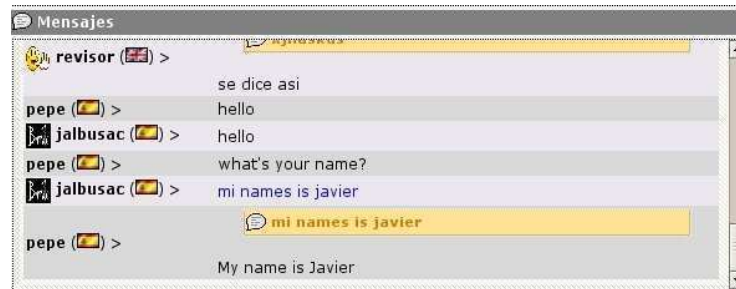 Mensajes
revisor () >
se dice asi
pepe () > hello
jalbusac () > hello
pepe () > what's your name?
jalbusac () > mi names is javier
mi names is javier
pepe () >
My name is Javier